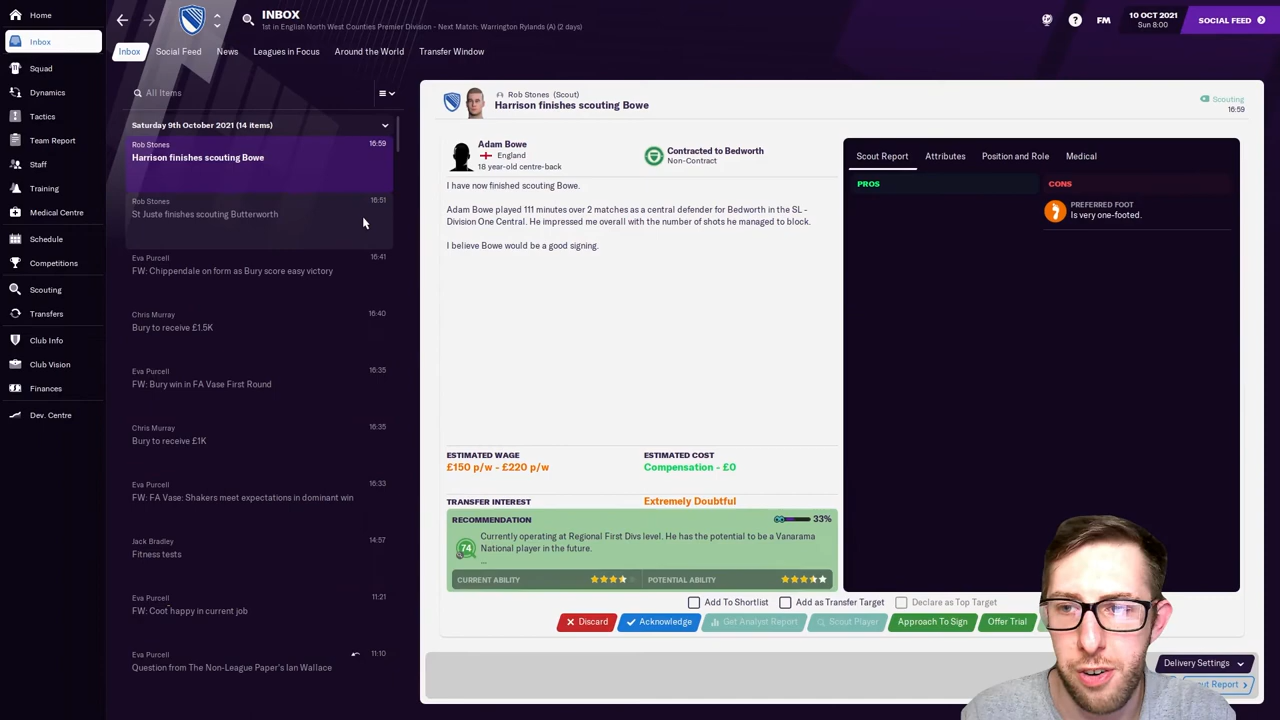 Home
Inbox
Squad
Dynamics
Tactics
Team Report
Staff
Training
Medical Centre
Schedule
Competitions
Scouting
Transfers
Club Info
Club Vision
Finances
Dev. Centre
INBOX
1st in English North West Counties Premier Division - Next Match: Warrington Rylands (A) (2 days)
FM
10 OCT 2021
Sun 8:00
SOCIAL FEED
Inbox
Social Feed
News
Leagues in Focus
Around the World
Transfer Window
All Items
Saturday 9th October 2021 (14 items)
Rob Stones 16:59
Harrison finishes scouting Bowe
Rob Stones 16:51
St Juste finishes scouting Butterworth
Eva Purcell 16:41
FW: Chippendale on form as Bury score easy victory
Chris Murray 16:40
Bury to receive £1.5K
Eva Purcell 16:35
FW: Bury win in FA Vase First Round
Chris Murray 16:35
Bury to receive £1K
Eva Purcell 16:33
FW: FA Vase: Shakers meet expectations in dominant win
Jack Bradley 14:57
Fitness tests
Eva Purcell 11:21
FW: Coot happy in current job
Eva Purcell 11:10
Question from The Non-League Paper's Ian Wallace
Rob Stones (Scout)
Harrison finishes scouting Bowe
Scouting
16:59
Adam Bowe
England
18 year-old centre-back
Contracted to Bedworth
Non-Contract
I have now finished scouting Bowe.
Adam Bowe played 111 minutes over 2 matches as a central defender for Bedworth in the SL -
Division One Central. He impressed me overall with the number of shots he managed to block.
I believe Bowe would be a good signing.
ESTIMATED WAGE
£150 p/w - £220 p/w
ESTIMATED COST
Compensation - £0
TRANSFER INTEREST
Extremely Doubtful
RECOMMENDATION
33%
74
Currently operating at Regional First Divs level. He has the potential to be a Vanarama
National player in the future.
...
CURRENT ABILITY
POTENTIAL ABILITY
Scout Report
Attributes
Position and Role
Medical
PROS
CONS
PREFERRED FOOT
Is very one-footed.
Add To Shortlist
Add as Transfer Target
Declare as Top Target
Discard
Acknowledge
Get Analyst Report
Scout Player
Approach To Sign
Offer Trial
Delivery Settings
Report